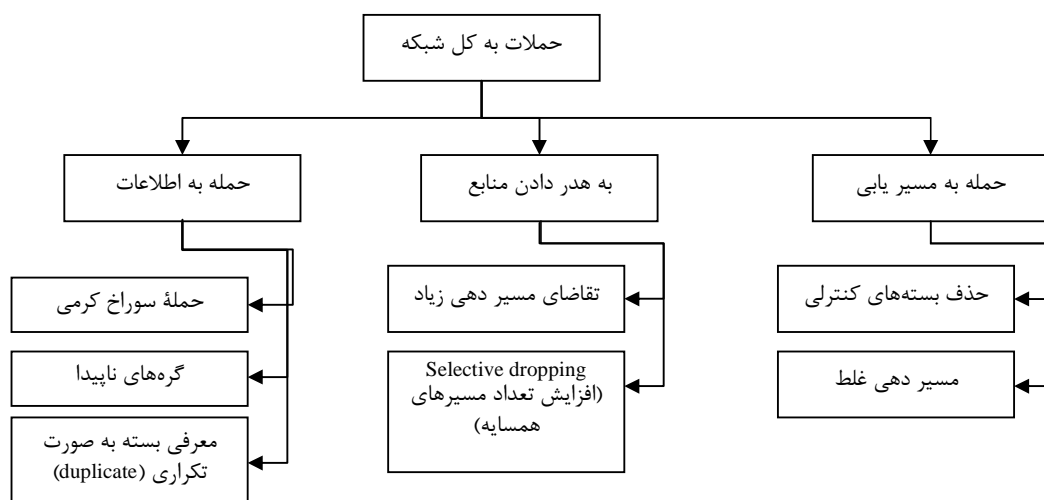 حملات به کل شبکه
حمله به مسیر یابی
به هدر دادن منابع
حمله به اطلاعات
حذف بسته‌های کنترلی
مسیر دهی غلط
تقاضای مسیر دهی زیاد
Selective dropping
(افزایش تعداد مسیرهای
همسایه)
حملهٔ سوراخ کرمی
گره‌های ناپیدا
معرفی بسته به صورت
تکراری (duplicate)